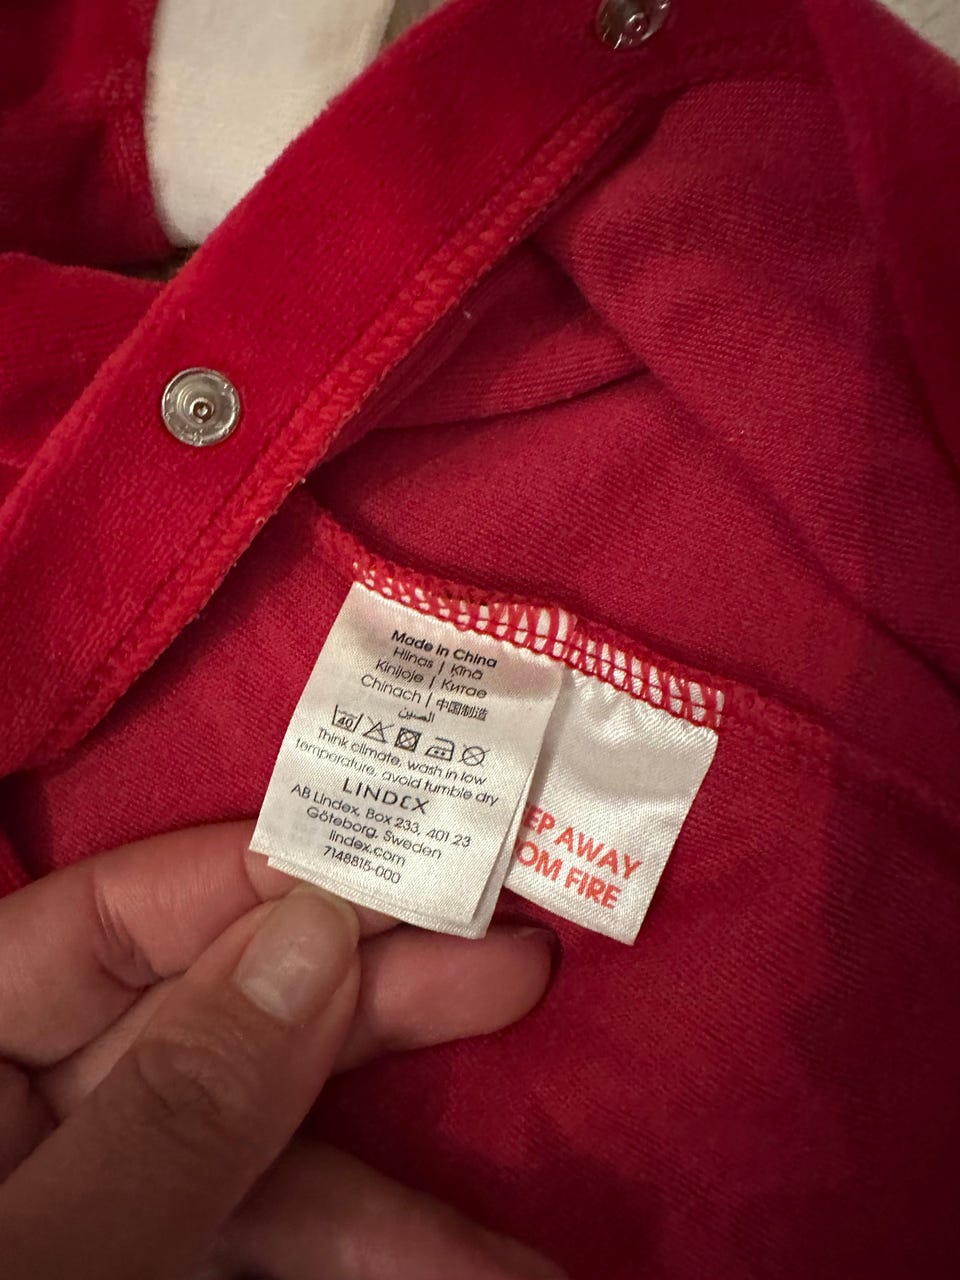 Made in China
Hiinas | Ķīnā
Kinijoje | Китае
Chinach | 中国制造
الصين
40
Think climate, wash in low
temperature, avoid tumble dry
LINDEX
AB Lindex, Box 233, 401 23
Göteborg, Sweden
lindex.com
7148815-000
EP AWAY
OM FIRE